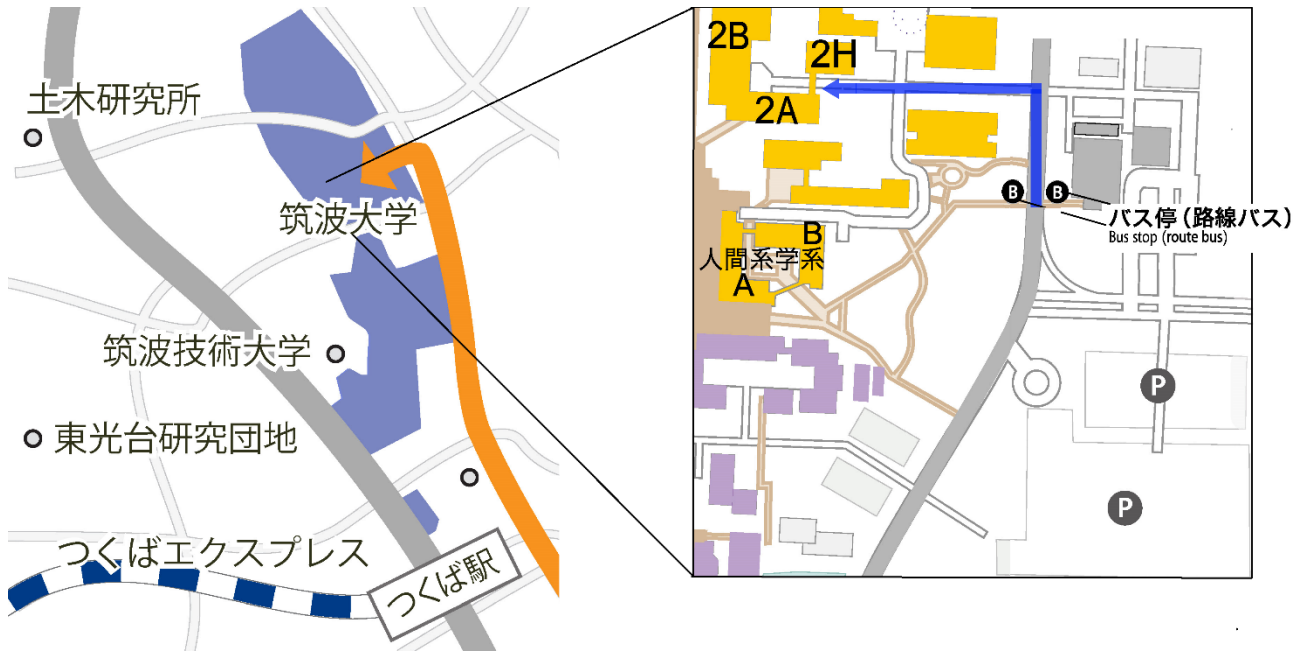 土木研究所
筑波大学
筑波技術大学
東光台研究団地
つくばエクスプレス
つくば駅
2B
2H
2A
B
B
バス停（路線バス）
Bus stop (route bus)
B
人間系学系
A
P
P